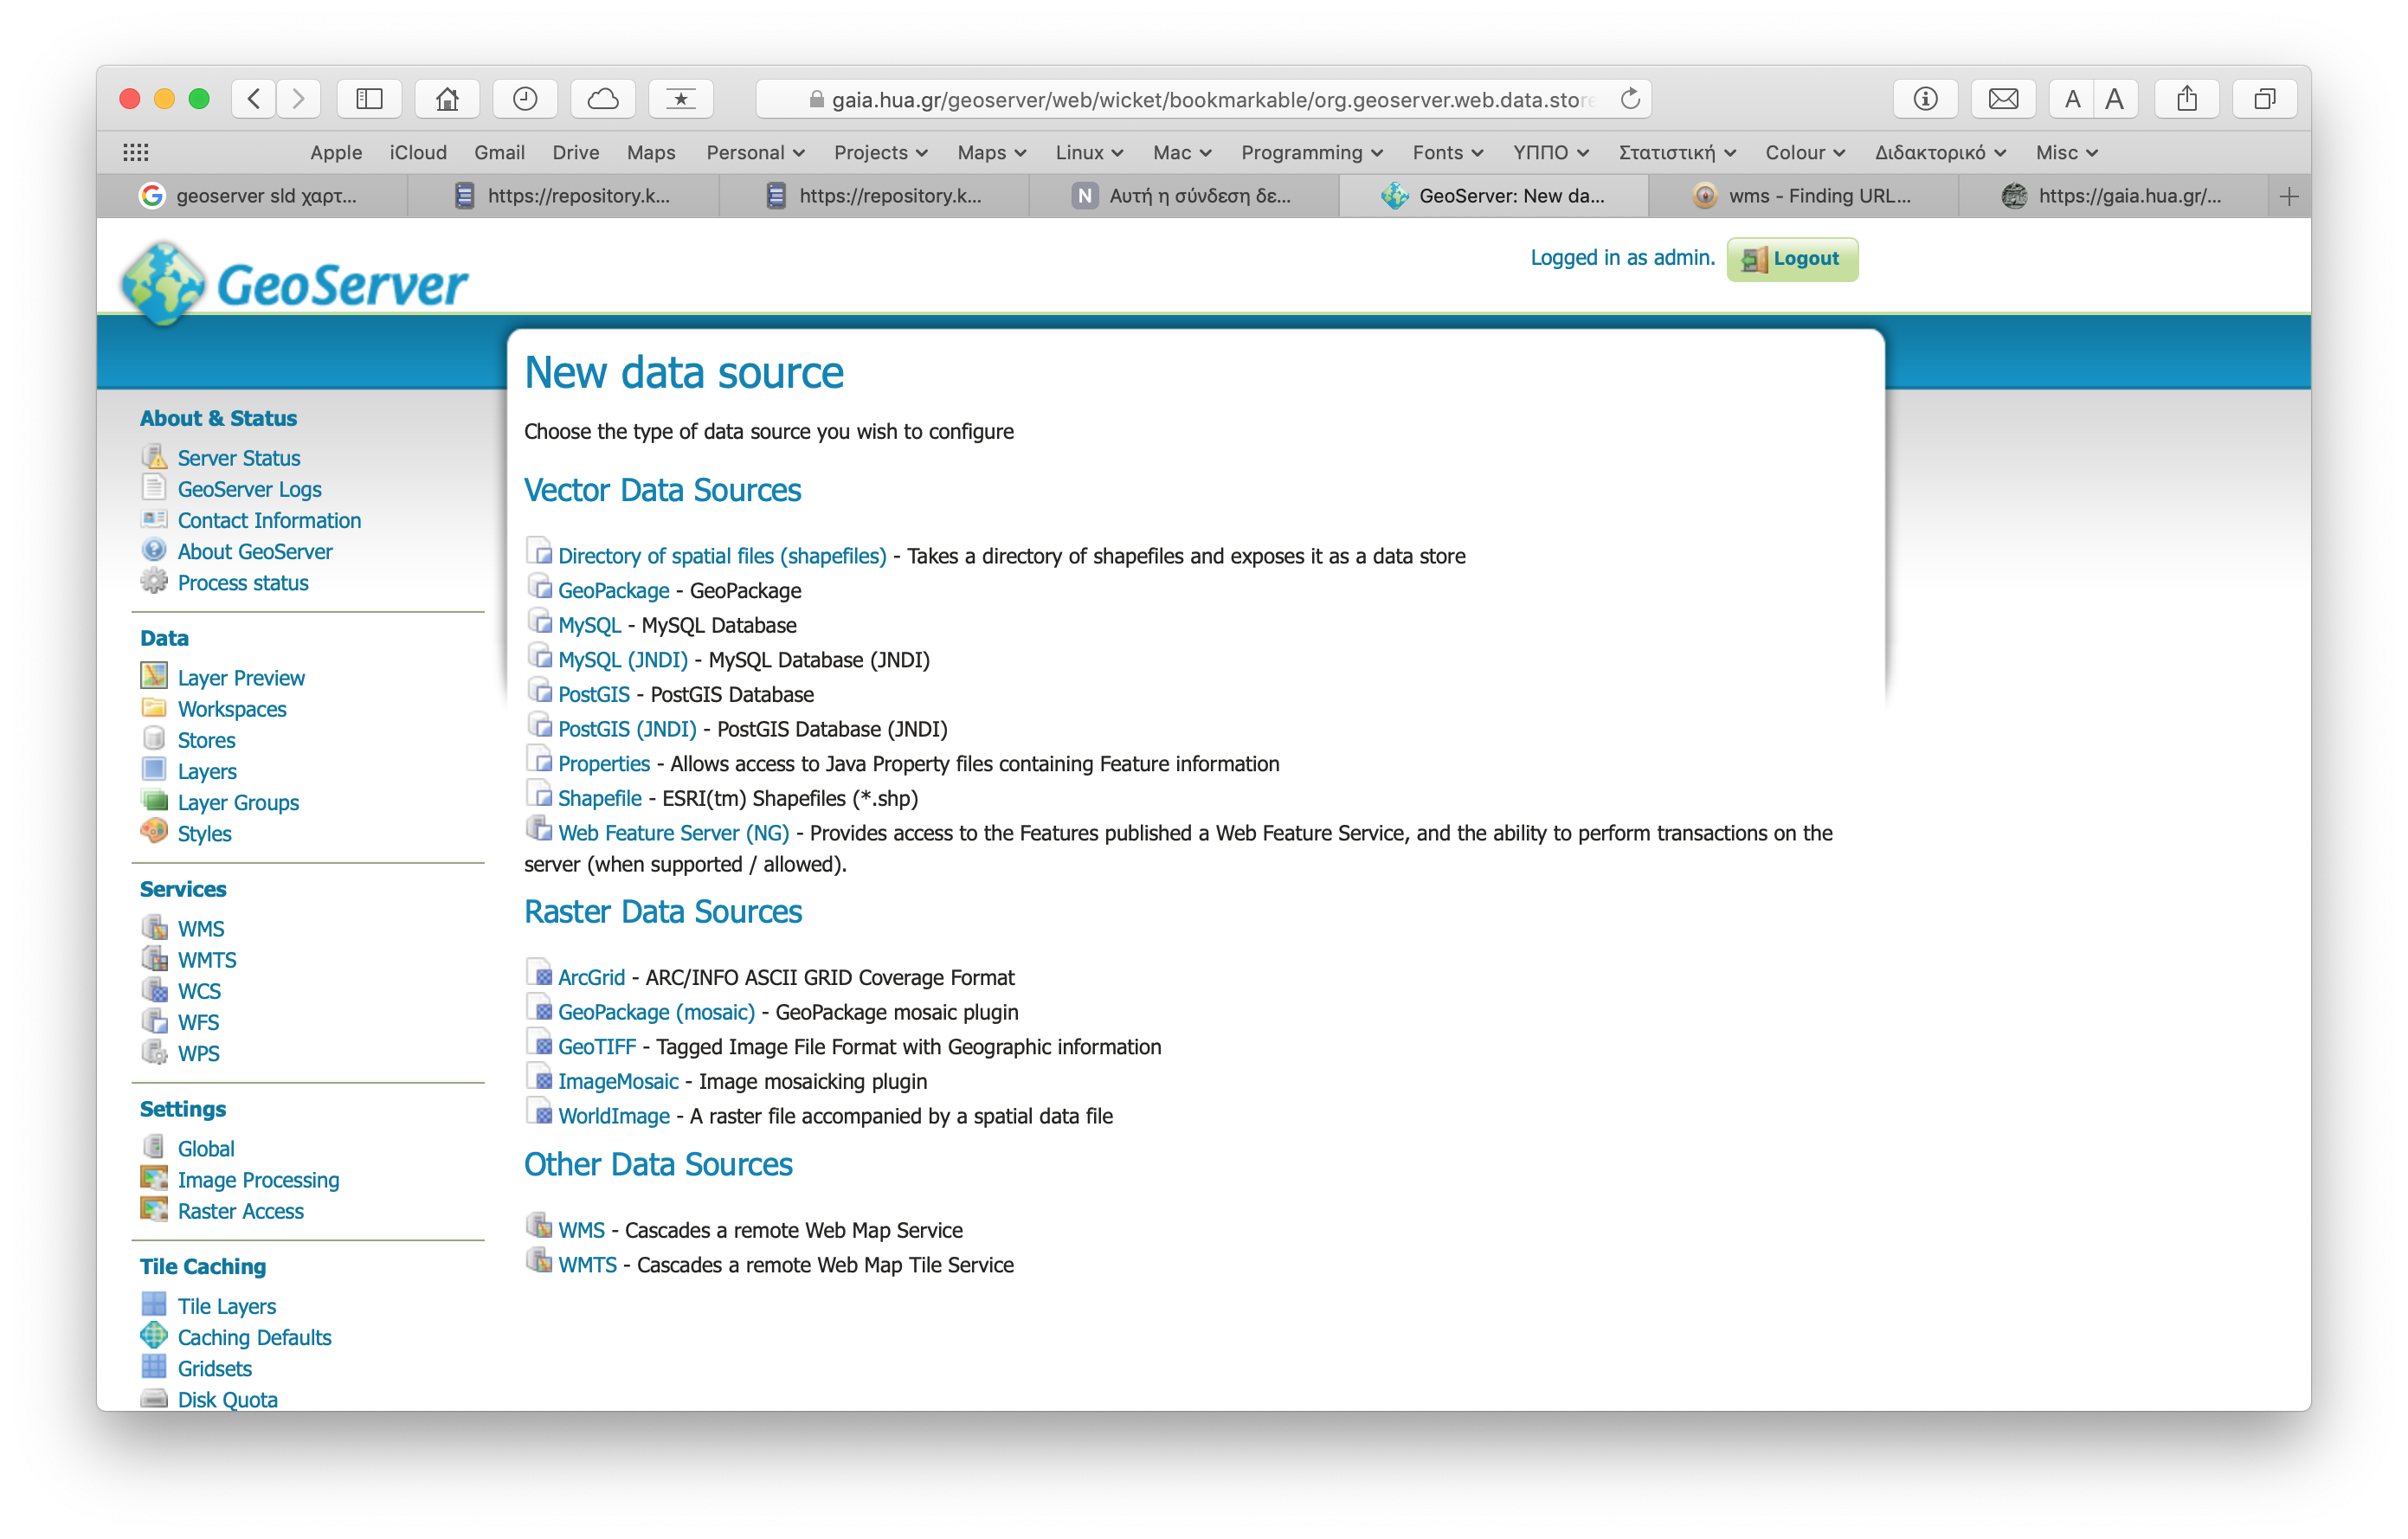 gaia.hua.gr/geoserver/web/wicket/bookmarkable/org.geoserver.web.data.store
A A
Apple iCloud Gmail Drive Maps Personal Projects Maps Linux Mac Programming Fonts ΥΠΠΟ Στατιστική Colour Διδακτορικό Misc
geoserver sld χαρτ... https://repository.k... https://repository.k... N Αυτή η σύνδεση δε... GeoServer: New da... wms - Finding URL... https://gaia.hua.gr/...
GeoServer
Logged in as admin. Logout
New data source
Choose the type of data source you wish to configure
Vector Data Sources
Directory of spatial files (shapefiles) - Takes a directory of shapefiles and exposes it as a data store
GeoPackage - GeoPackage
MySQL - MySQL Database
MySQL (JNDI) - MySQL Database (JNDI)
PostGIS - PostGIS Database
PostGIS (JNDI) - PostGIS Database (JNDI)
Properties - Allows access to Java Property files containing Feature information
Shapefile - ESRI(tm) Shapefiles (*.shp)
Web Feature Server (NG) - Provides access to the Features published a Web Feature Service, and the ability to perform transactions on the
server (when supported / allowed).
Raster Data Sources
ArcGrid - ARC/INFO ASCII GRID Coverage Format
GeoPackage (mosaic) - GeoPackage mosaic plugin
GeoTIFF - Tagged Image File Format with Geographic information
ImageMosaic - Image mosaicking plugin
WorldImage - A raster file accompanied by a spatial data file
Other Data Sources
WMS - Cascades a remote Web Map Service
WMTS - Cascades a remote Web Map Tile Service
About & Status
Server Status
GeoServer Logs
Contact Information
About GeoServer
Process status
Data
Layer Preview
Workspaces
Stores
Layers
Layer Groups
Styles
Services
WMS
WMTS
WCS
WFS
WPS
Settings
Global
Image Processing
Raster Access
Tile Caching
Tile Layers
Caching Defaults
Gridsets
Disk Quota